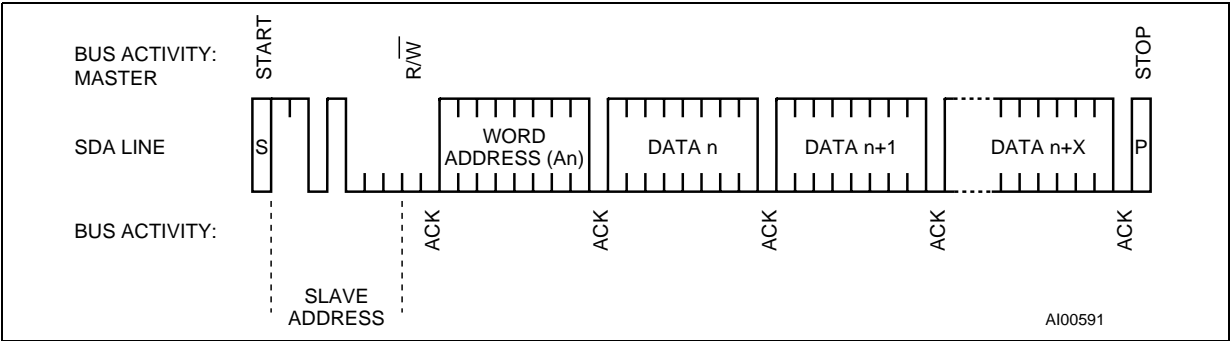 BUS ACTIVITY:
MASTER
START
R/W
STOP
SDA LINE
S
WORD
ADDRESS (An)
DATA n
DATA n+1
DATA n+X
P
BUS ACTIVITY:
ACK
ACK
ACK
ACK
ACK
SLAVE
ADDRESS
AI00591